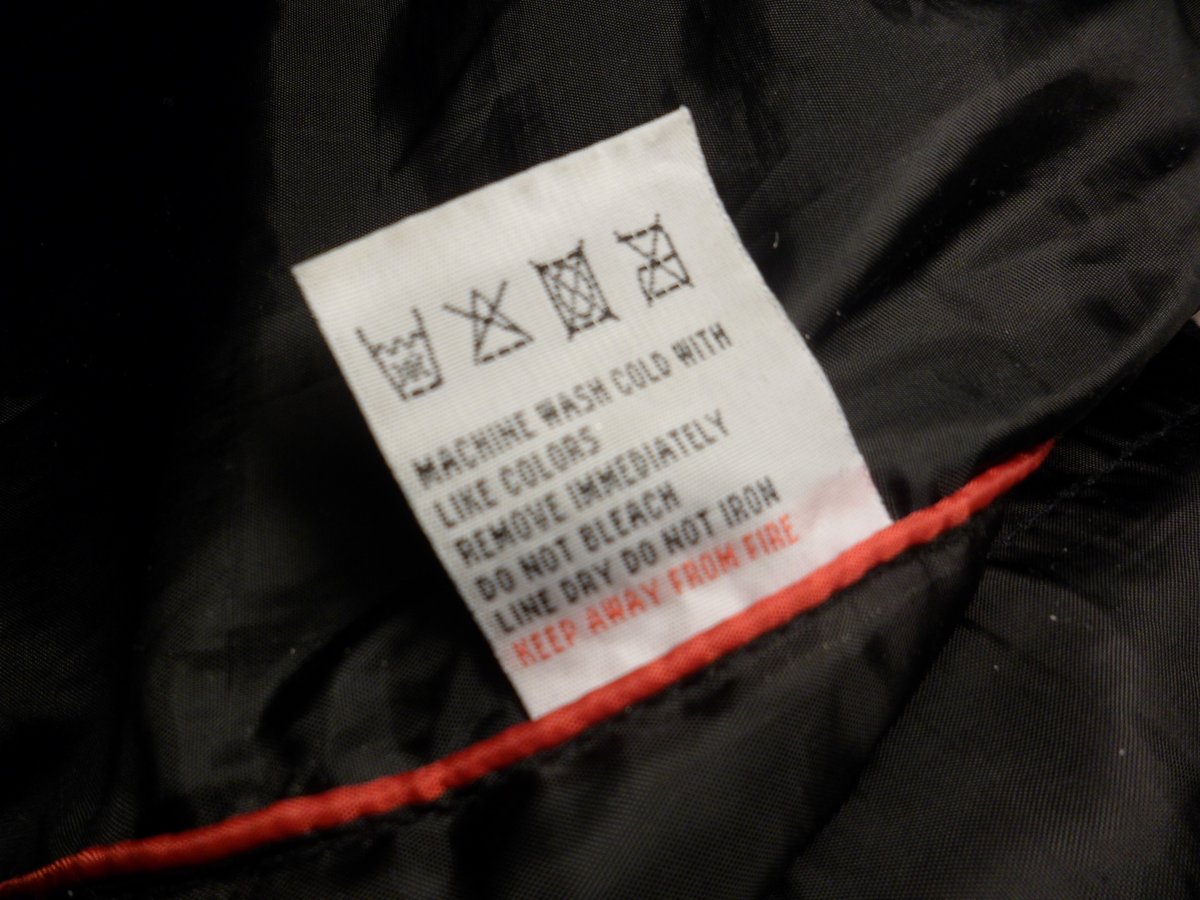 MACHINE WASH COLD WITH
LIKE COLORS
REMOVE IMMEDIATELY
DO NOT BLEACH
LINE DRY DO NOT IRON
KEEP AWAY FROM FIRE